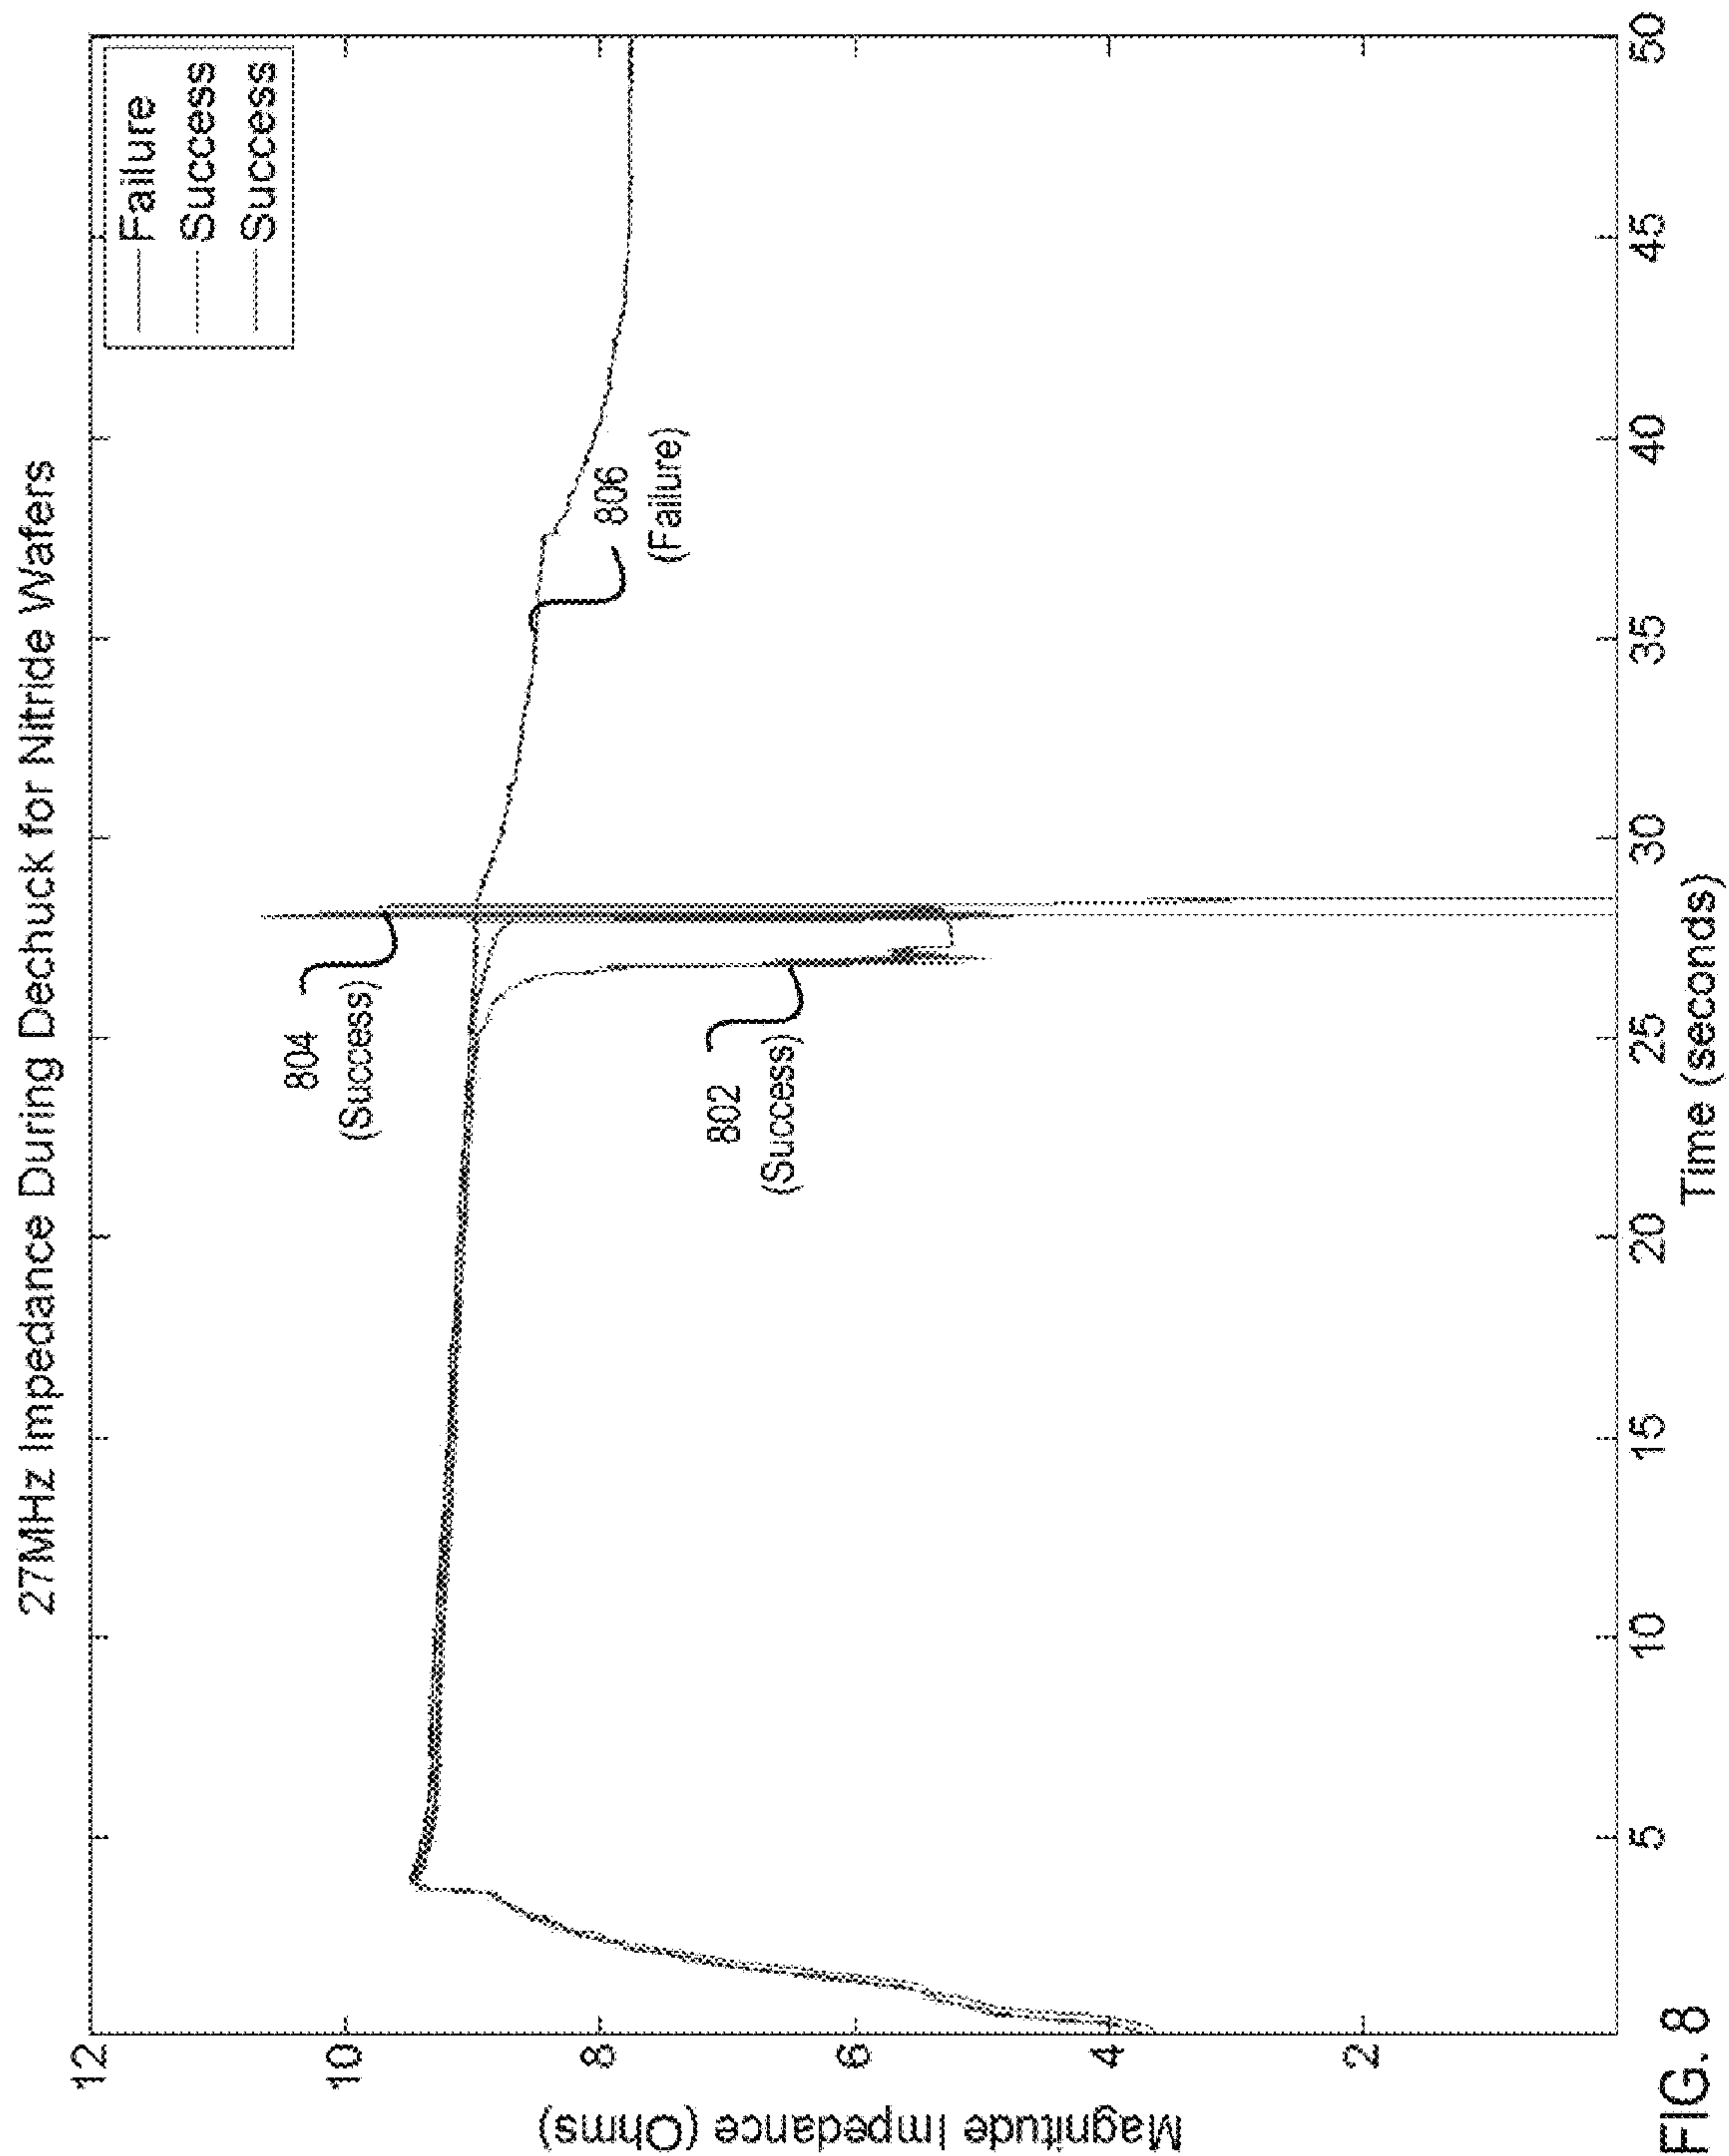 27MHz Impedance During Dechuck for Nitride Wafers
Magnitude Impedance (Ohms)
12
10
8
6
4
2
Failure
Success
Success
804
(Success)
802
(Success)
806
(Failure)
5
10
15
20
25
30
35
40
45
50
Time (seconds)
FIG. 8